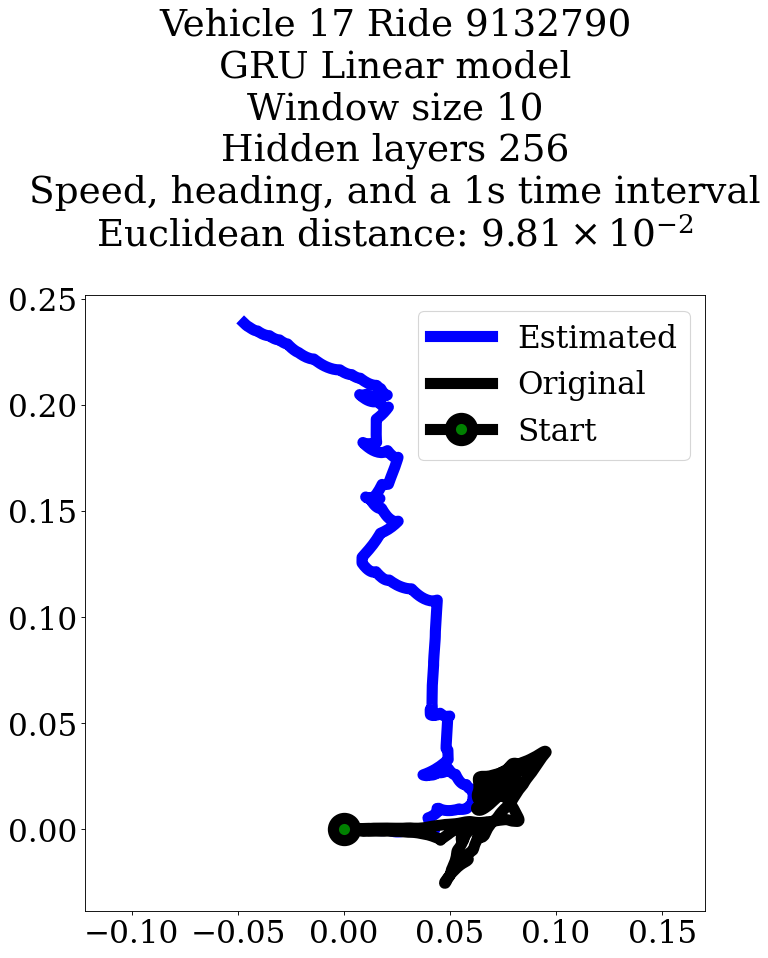 Vehicle 17 Ride 9132790
GRU Linear model
Window size 10
Hidden layers 256
Speed, heading, and a 1s time interval
Euclidean distance: 9.81 × 10⁻²
0.25
0.20
0.15
0.10
0.05
0.00
Estimated
Original
Start
−0.10 −0.05 0.00 0.05 0.10 0.15